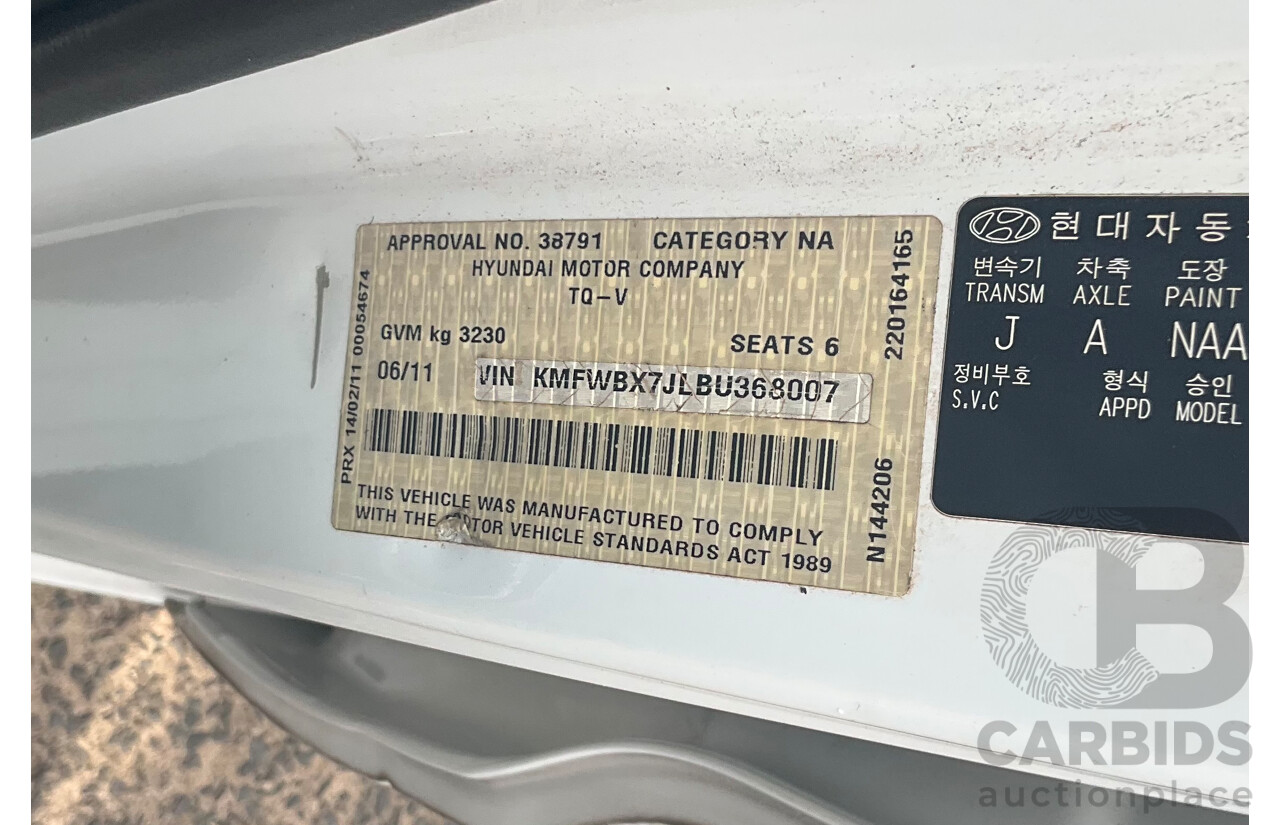 APPROVAL NO. 38791 CATEGORY NA
HYUNDAI MOTOR COMPANY
TQ-V
GVM kg 3230
SEATS 6
06/11
VIN KMFWBX7JLBU368007
THIS VEHICLE WAS MANUFACTURED TO COMPLY
WITH THE MOTOR VEHICLE STANDARDS ACT 1989
PRX 14/02/11 00054674
220164165
N144206
현대자동
변속기 차축 도장
TRANSM AXLE PAINT
J A NAA
정비부호 형식 승인
S.V.C APPD MODEL
CB
CARBIDS
auctionplace